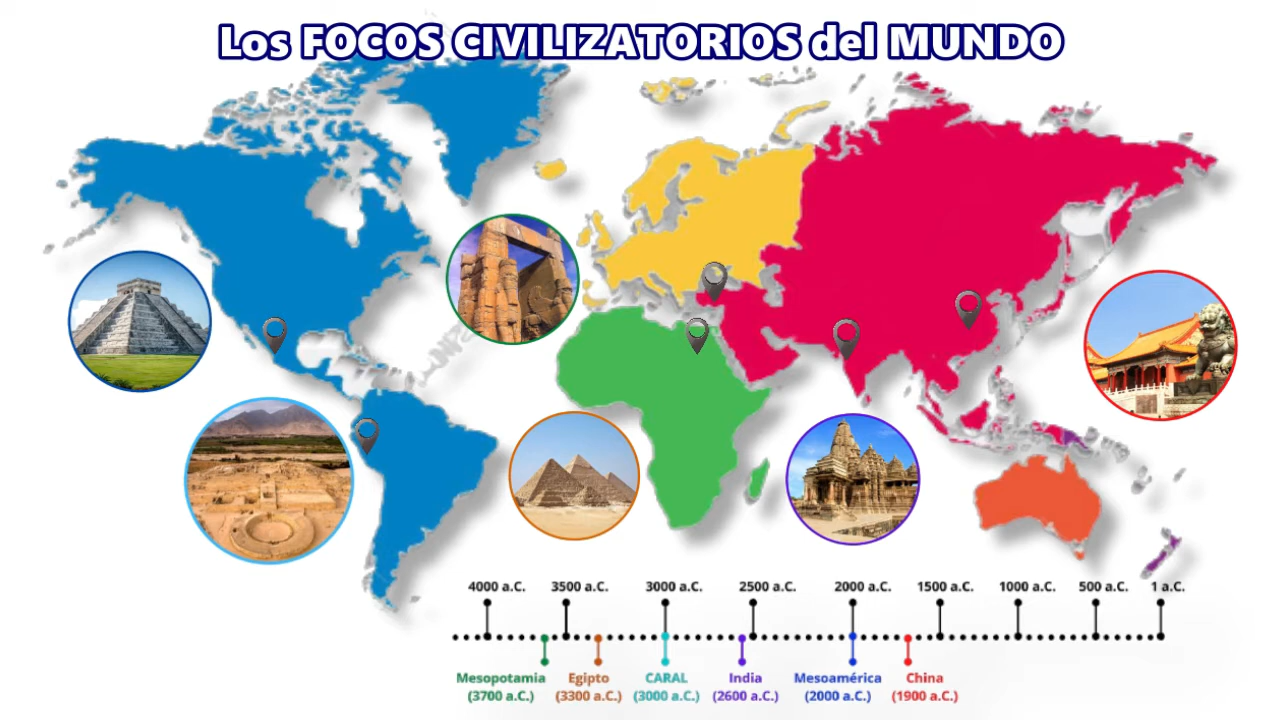 Los FOCOS CIVILIZATORIOS del MUNDO
4000 a.C. 3500 a.C. 3000 a.C. 2500 a.C. 2000 a.C. 1500 a.C. 1000 a.C. 500 a.C. 1 a.C.
Mesopotamia Egipto CARAL India Mesoamérica China
(3700 a.C.) (3300 a.C.) (3000 a.C.) (2600 a.C.) (2000 a.C.) (1900 a.C.)